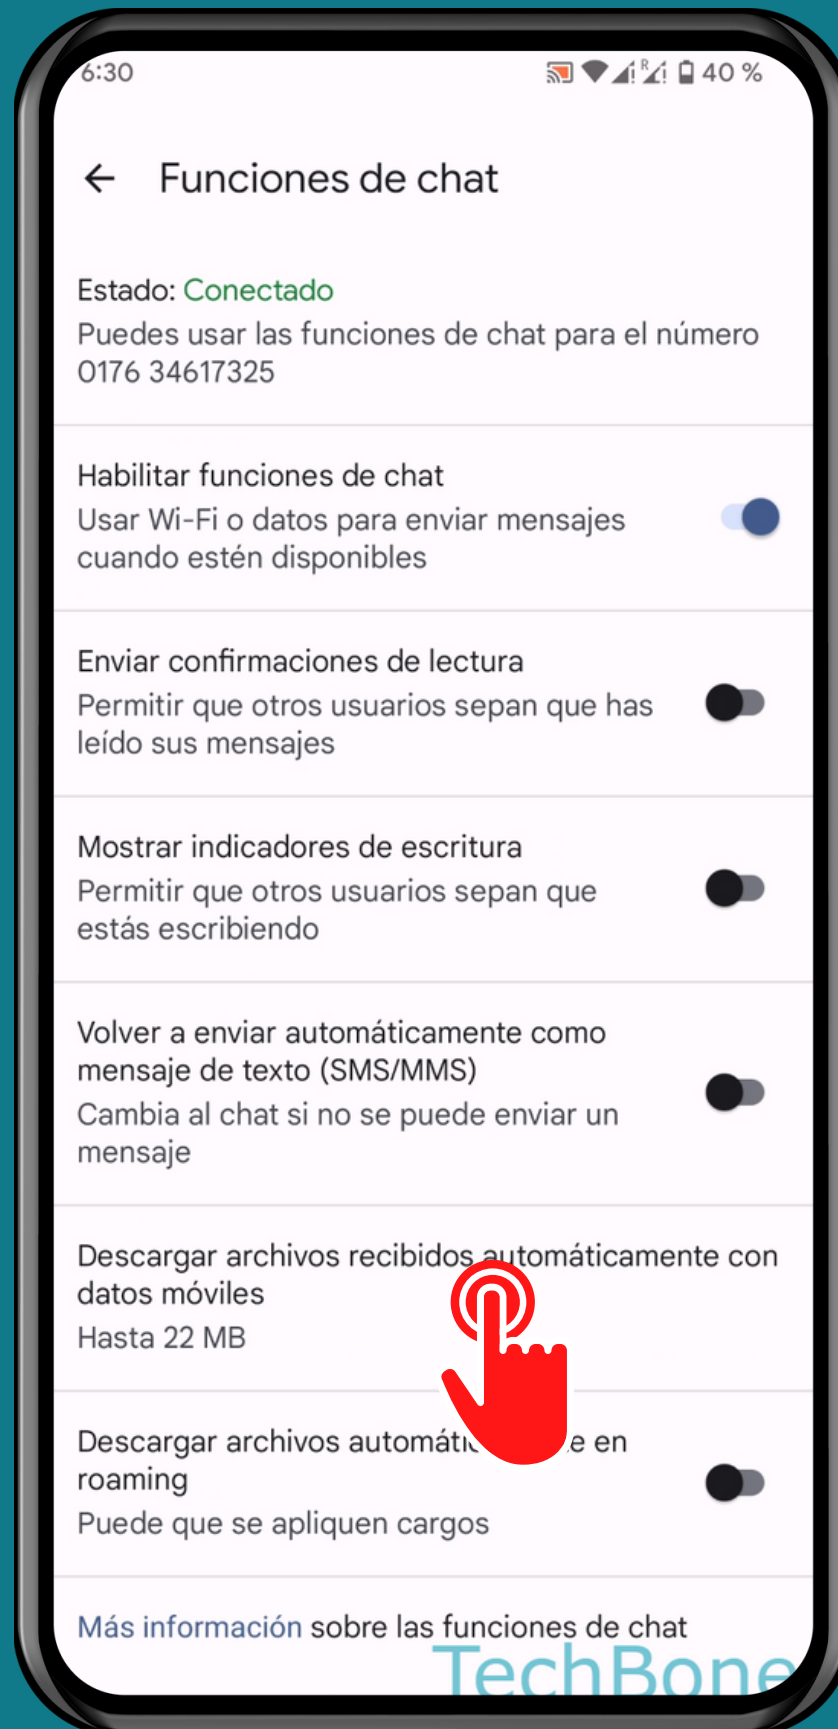 6:30
R
40 %
Funciones de chat
Estado: Conectado
Puedes usar las funciones de chat para el número
0176 34617325
Habilitar funciones de chat
Usar Wi-Fi o datos para enviar mensajes
cuando estén disponibles
Enviar confirmaciones de lectura
Permitir que otros usuarios sepan que has
leído sus mensajes
Mostrar indicadores de escritura
Permitir que otros usuarios sepan que
estás escribiendo
Volver a enviar automáticamente como
mensaje de texto (SMS/MMS)
Cambia al chat si no se puede enviar un
mensaje
Descargar archivos recibidos automáticamente con
datos móviles
Hasta 22 MB
Descargar archivos en
roaming
Puede que se apliquen cargos
Más información sobre las funciones de chat
TechBone